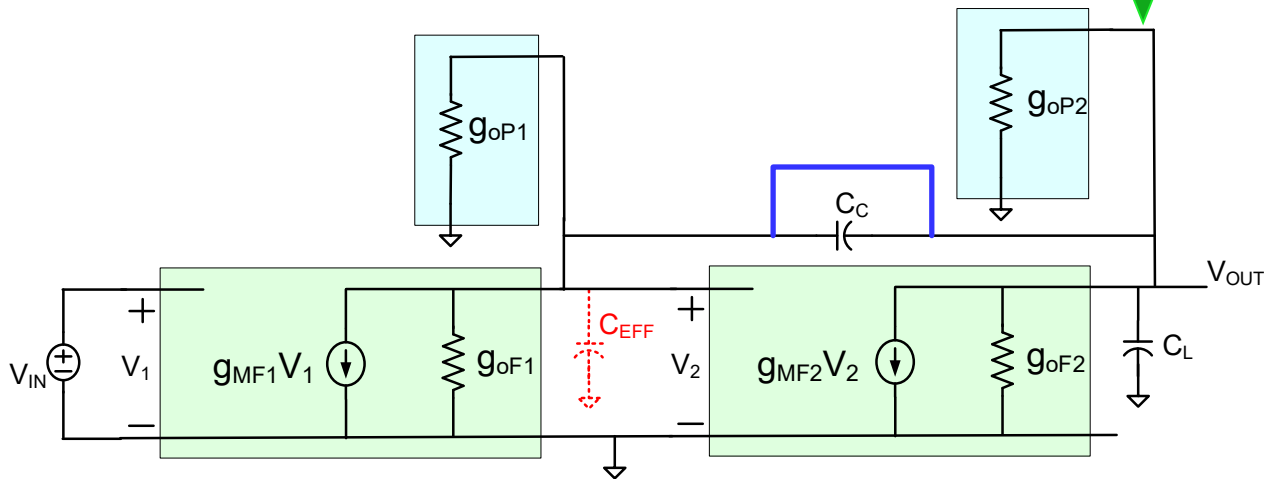 goP1
goP2
CC
VIN
+
V1
−
gMF1V1
goF1
CEFF
+
V2
−
gMF2V2
goF2
VOUT
CL